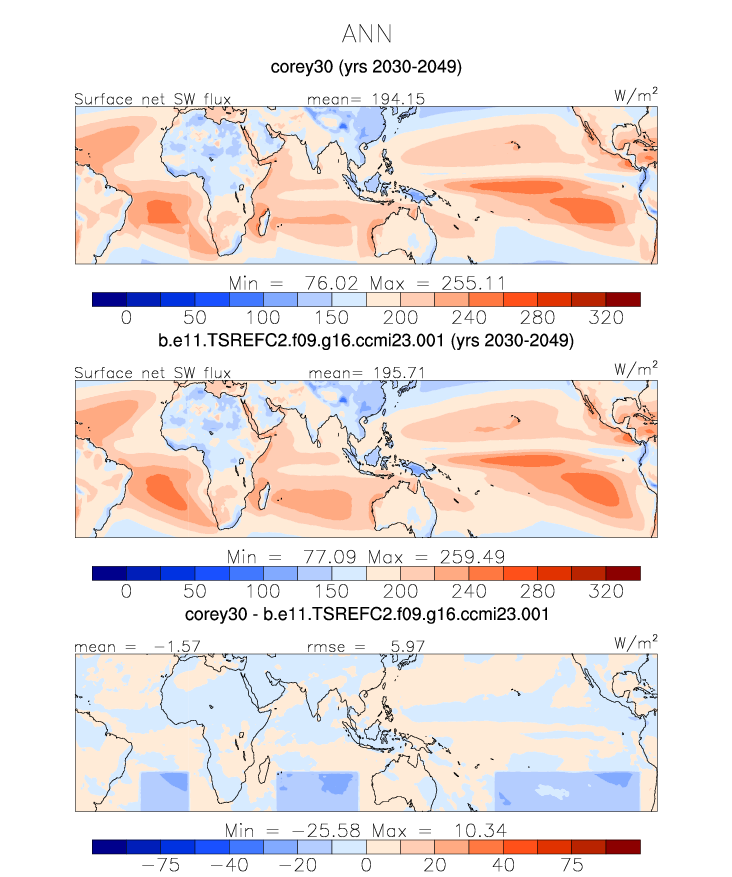 ANN
corey30 (yrs 2030-2049)
Surface net SW flux mean= 194.15 W/m²
Min = 76.02 Max = 255.11
0 50 100 150 200 240 280 320
b.e11.TSREFC2.f09.g16.ccmi23.001 (yrs 2030-2049)
Surface net SW flux mean= 195.71 W/m²
Min = 77.09 Max = 259.49
0 50 100 150 200 240 280 320
corey30 - b.e11.TSREFC2.f09.g16.ccmi23.001
mean = -1.57 rmse = 5.97 W/m²
Min = -25.58 Max = 10.34
-75 -40 -20 0 20 40 75